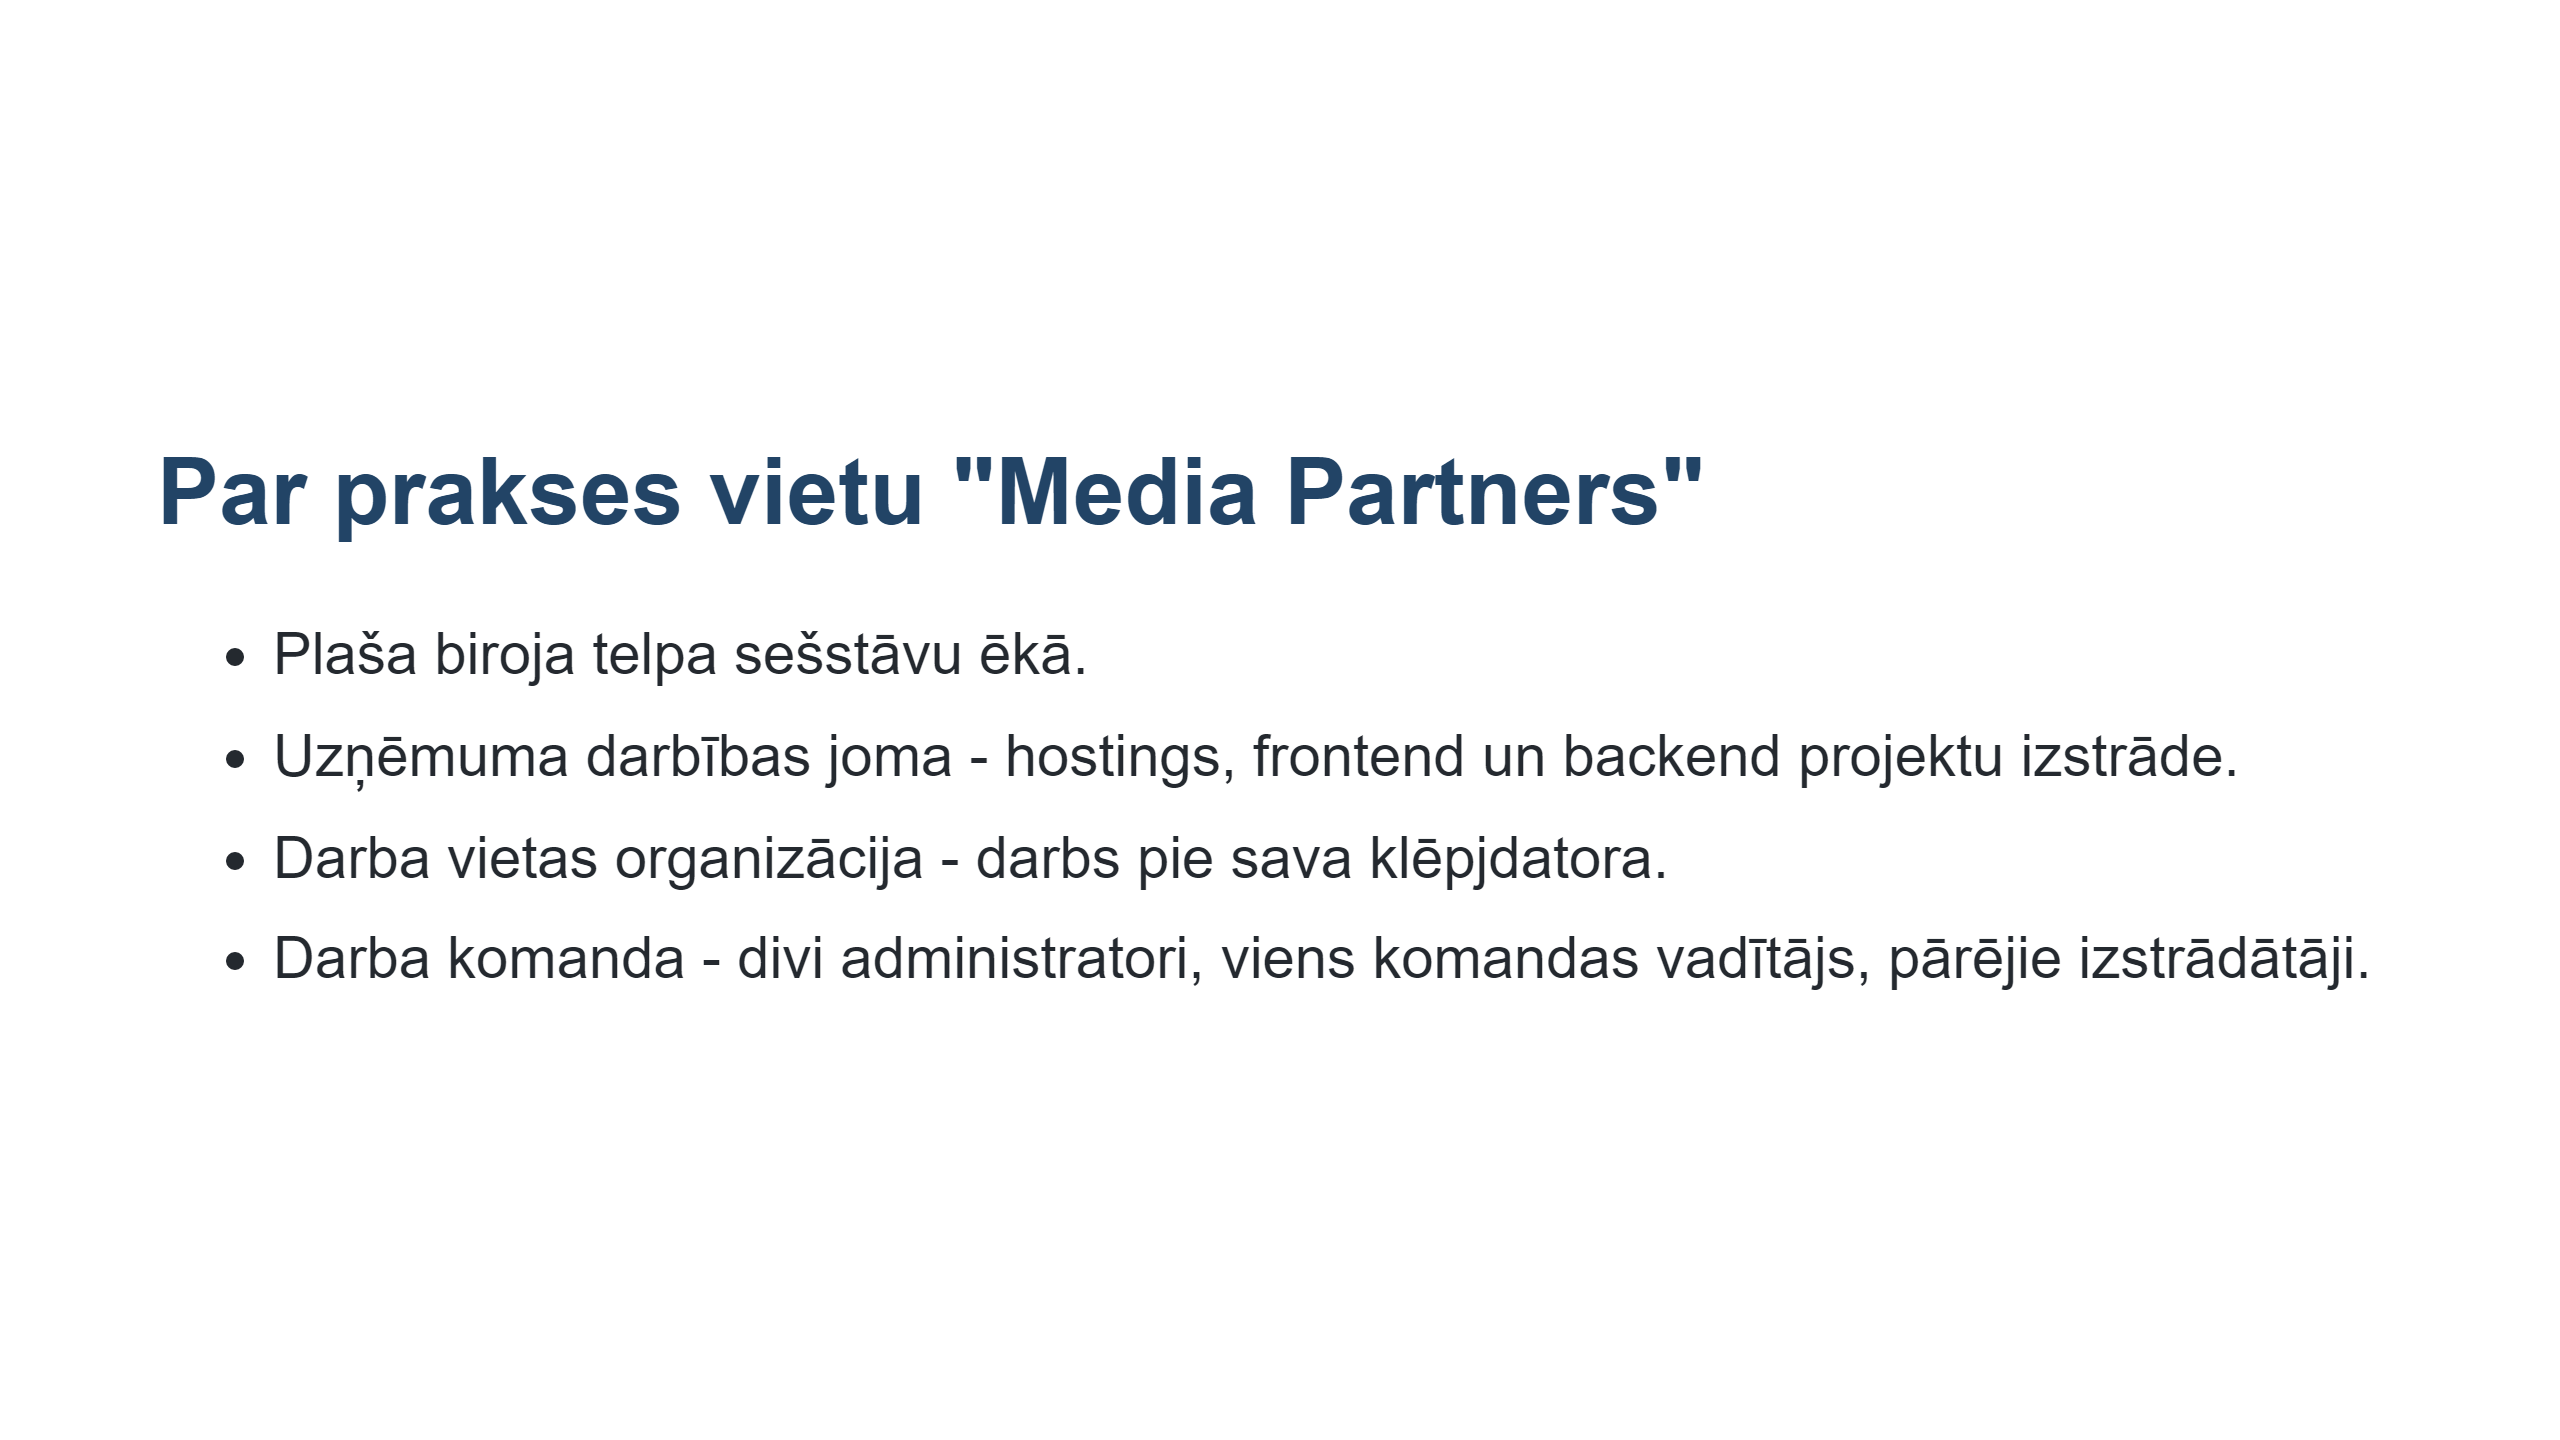 Par prakses vietu "Media Partners"
Plaša biroja telpa sešstāvu ēkā.
Uzņēmuma darbības joma - hostings, frontend un backend projektu izstrāde.
Darba vietas organizācija - darbs pie sava klēpjdatora.
Darba komanda - divi administratori, viens komandas vadītājs, pārējie izstrādātāji.